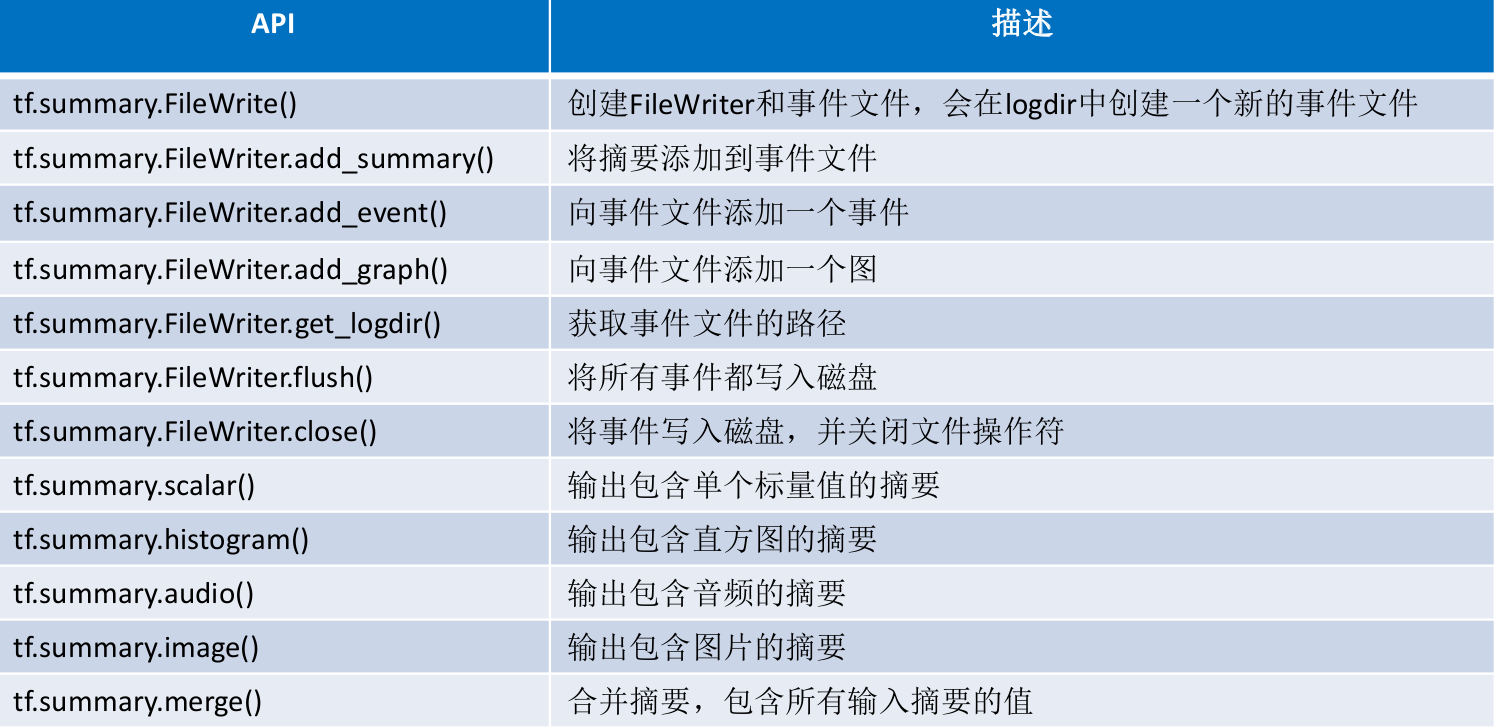 API 描述
tf.summary.FileWrite() 创建FileWriter和事件文件，会在logdir中创建一个新的事件文件
tf.summary.FileWriter.add_summary() 将摘要添加到事件文件
tf.summary.FileWriter.add_event() 向事件文件添加一个事件
tf.summary.FileWriter.add_graph() 向事件文件添加一个图
tf.summary.FileWriter.get_logdir() 获取事件文件的路径
tf.summary.FileWriter.flush() 将所有事件都写入磁盘
tf.summary.FileWriter.close() 将事件写入磁盘，并关闭文件操作符
tf.summary.scalar() 输出包含单个标量值的摘要
tf.summary.histogram() 输出包含直方图的摘要
tf.summary.audio() 输出包含音频的摘要
tf.summary.image() 输出包含图片的摘要
tf.summary.merge() 合并摘要，包含所有输入摘要的值